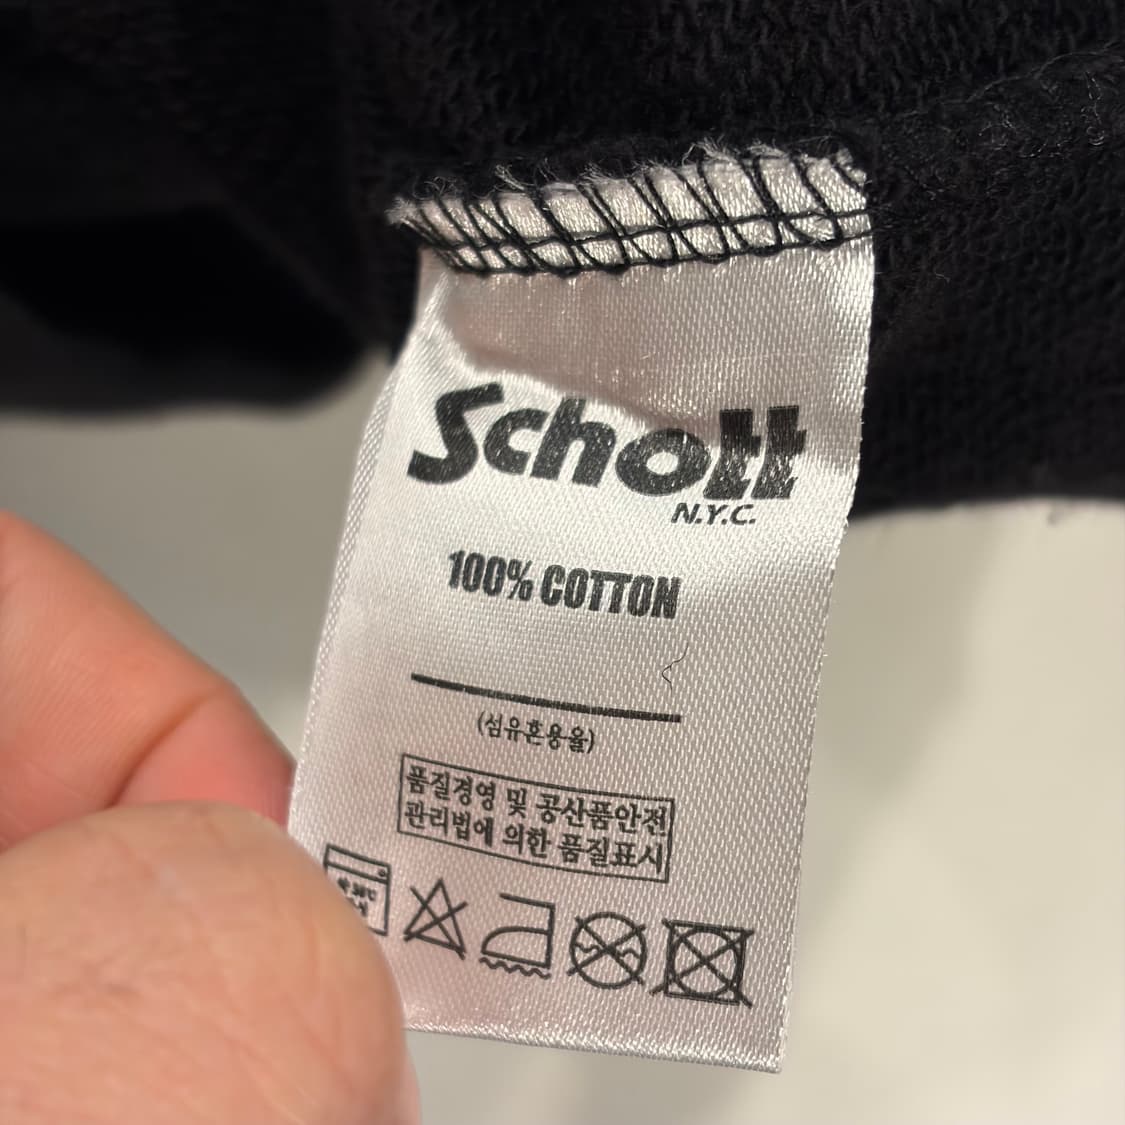 Schott
N.Y.C.
100% COTTON
(섬유혼용율)
품질경영 및 공산품안전
관리법에 의한 품질표시